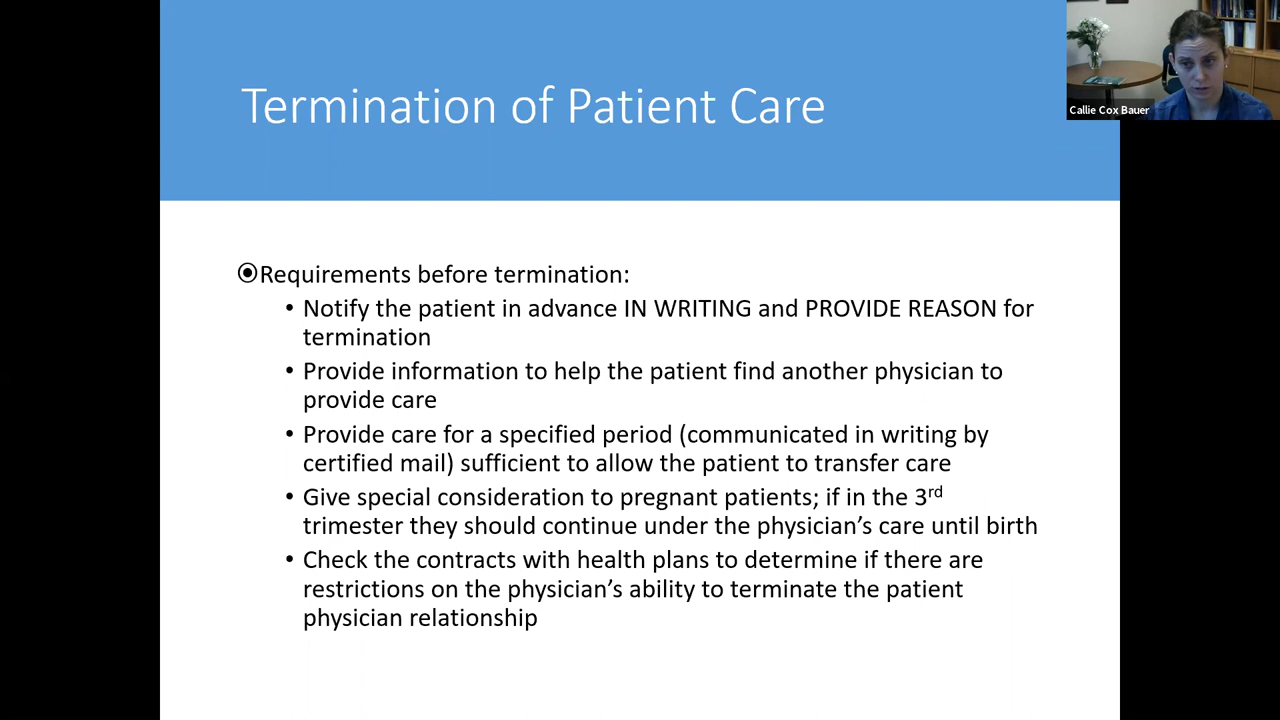 Termination of Patient Care
Callie Cox Bauer
Requirements before termination:
• Notify the patient in advance IN WRITING and PROVIDE REASON for
termination
• Provide information to help the patient find another physician to
provide care
• Provide care for a specified period (communicated in writing by
certified mail) sufficient to allow the patient to transfer care
• Give special consideration to pregnant patients; if in the 3rd
trimester they should continue under the physician’s care until birth
• Check the contracts with health plans to determine if there are
restrictions on the physician’s ability to terminate the patient
physician relationship